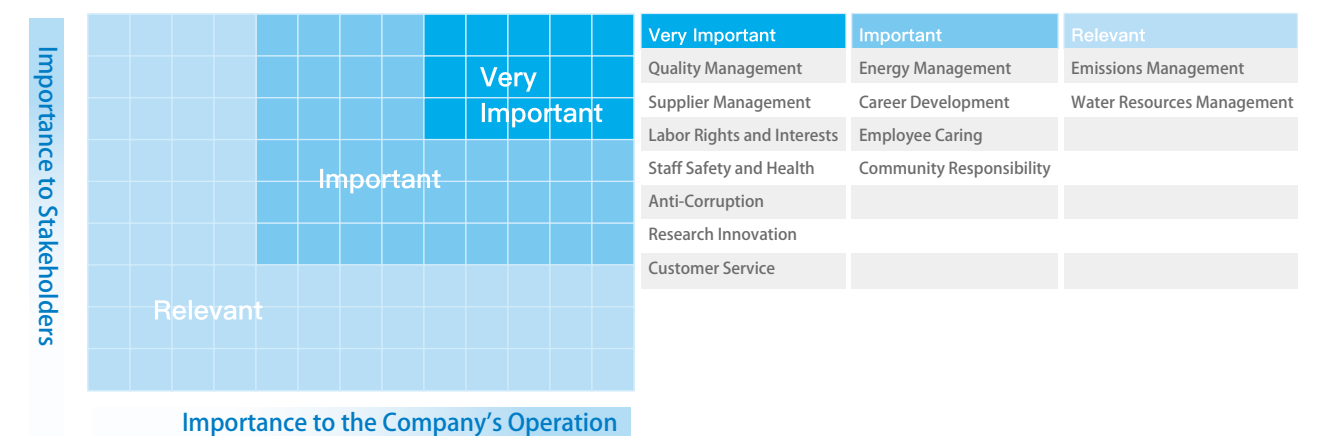 Importance to Stakeholders
Very
Important
Important
Relevant
Importance to the Company's Operation
Very Important Important Relevant
Quality Management Energy Management Emissions Management
Supplier Management Career Development Water Resources Management
Labor Rights and Interests Employee Caring
Staff Safety and Health Community Responsibility
Anti-Corruption
Research Innovation
Customer Service